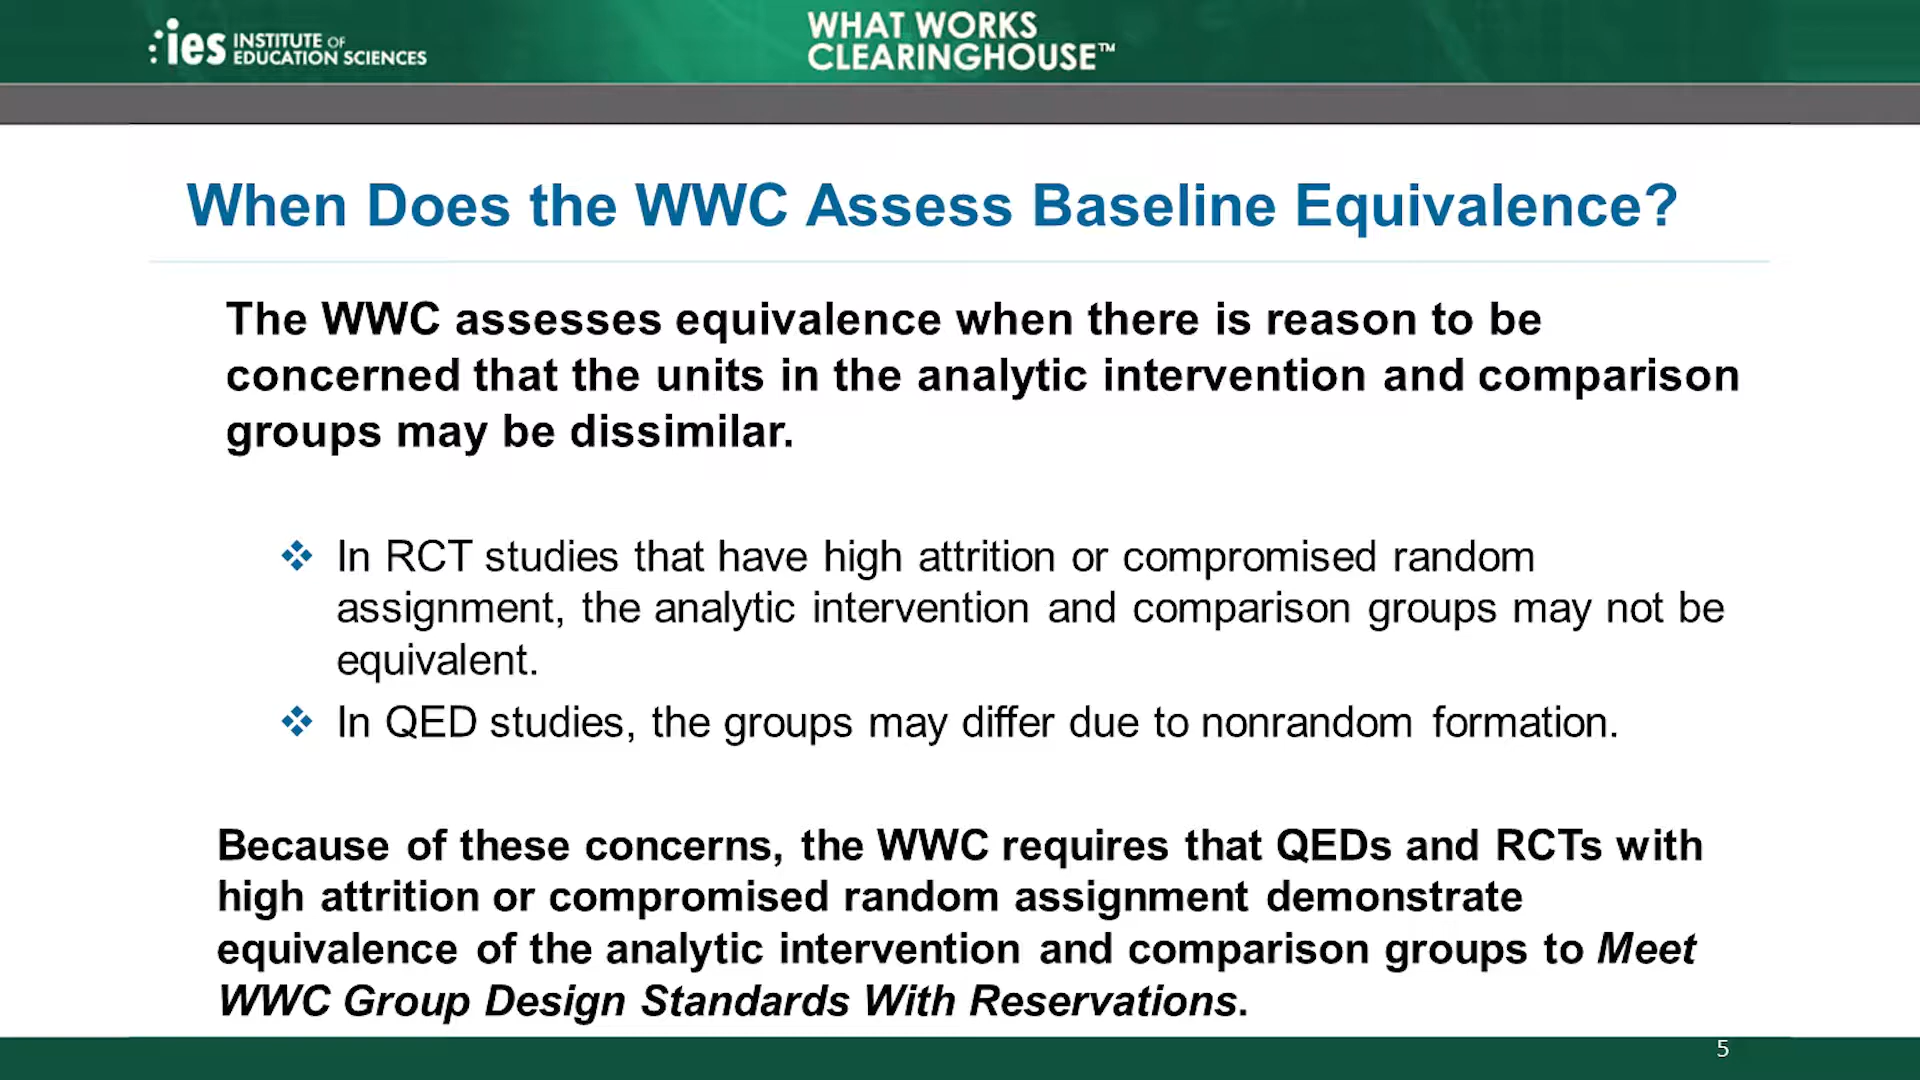 ies INSTITUTE OF
EDUCATION SCIENCES
WHAT WORKS
CLEARINGHOUSE™
When Does the WWC Assess Baseline Equivalence?
The WWC assesses equivalence when there is reason to be
concerned that the units in the analytic intervention and comparison
groups may be dissimilar.
❖ In RCT studies that have high attrition or compromised random
assignment, the analytic intervention and comparison groups may not be
equivalent.
❖ In QED studies, the groups may differ due to nonrandom formation.
Because of these concerns, the WWC requires that QEDs and RCTs with
high attrition or compromised random assignment demonstrate
equivalence of the analytic intervention and comparison groups to Meet
WWC Group Design Standards With Reservations.
5